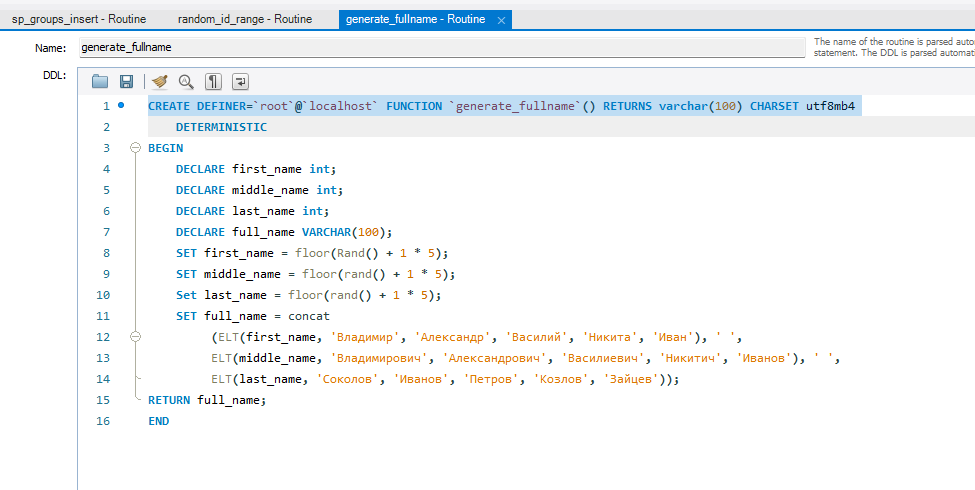 sp_groups_insert - Routine random_id_range - Routine generate_fullname - Routine ×
Name: generate_fullname
The name of the routine is parsed auto
statement. The DDL is parsed automati
DDL:
1 CREATE DEFINER=`root`@`localhost` FUNCTION `generate_fullname`() RETURNS varchar(100) CHARSET utf8mb4
2 DETERMINISTIC
3 BEGIN
4 DECLARE first_name int;
5 DECLARE middle_name int;
6 DECLARE last_name int;
7 DECLARE full_name VARCHAR(100);
8 SET first_name = floor(Rand() + 1 * 5);
9 SET middle_name = floor(rand() + 1 * 5);
10 Set last_name = floor(rand() + 1 * 5);
11 SET full_name = concat
12 (ELT(first_name, 'Владимир', 'Александр', 'Василий', 'Никита', 'Иван'), ' ',
13 ELT(middle_name, 'Владимирович', 'Александрович', 'Василиевич', 'Никитич', 'Иванов'), ' ',
14 ELT(last_name, 'Соколов', 'Иванов', 'Петров', 'Козлов', 'Зайцев'));
15 RETURN full_name;
16 END